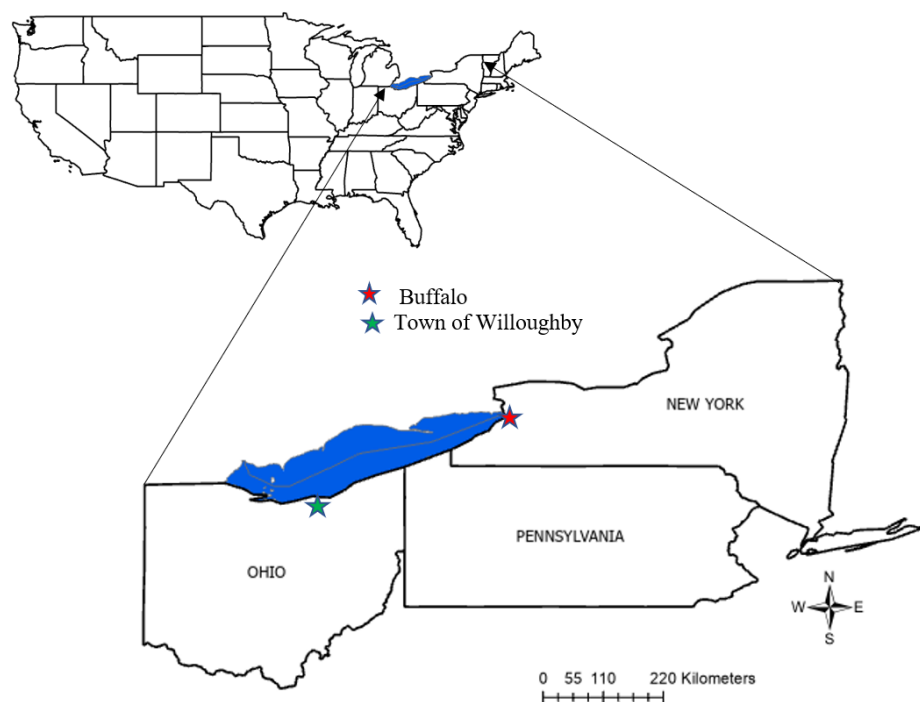 Buffalo
Town of Willoughby
NEW YORK
PENNSYLVANIA
OHIO
N
W E
S
0 55 110 220 Kilometers